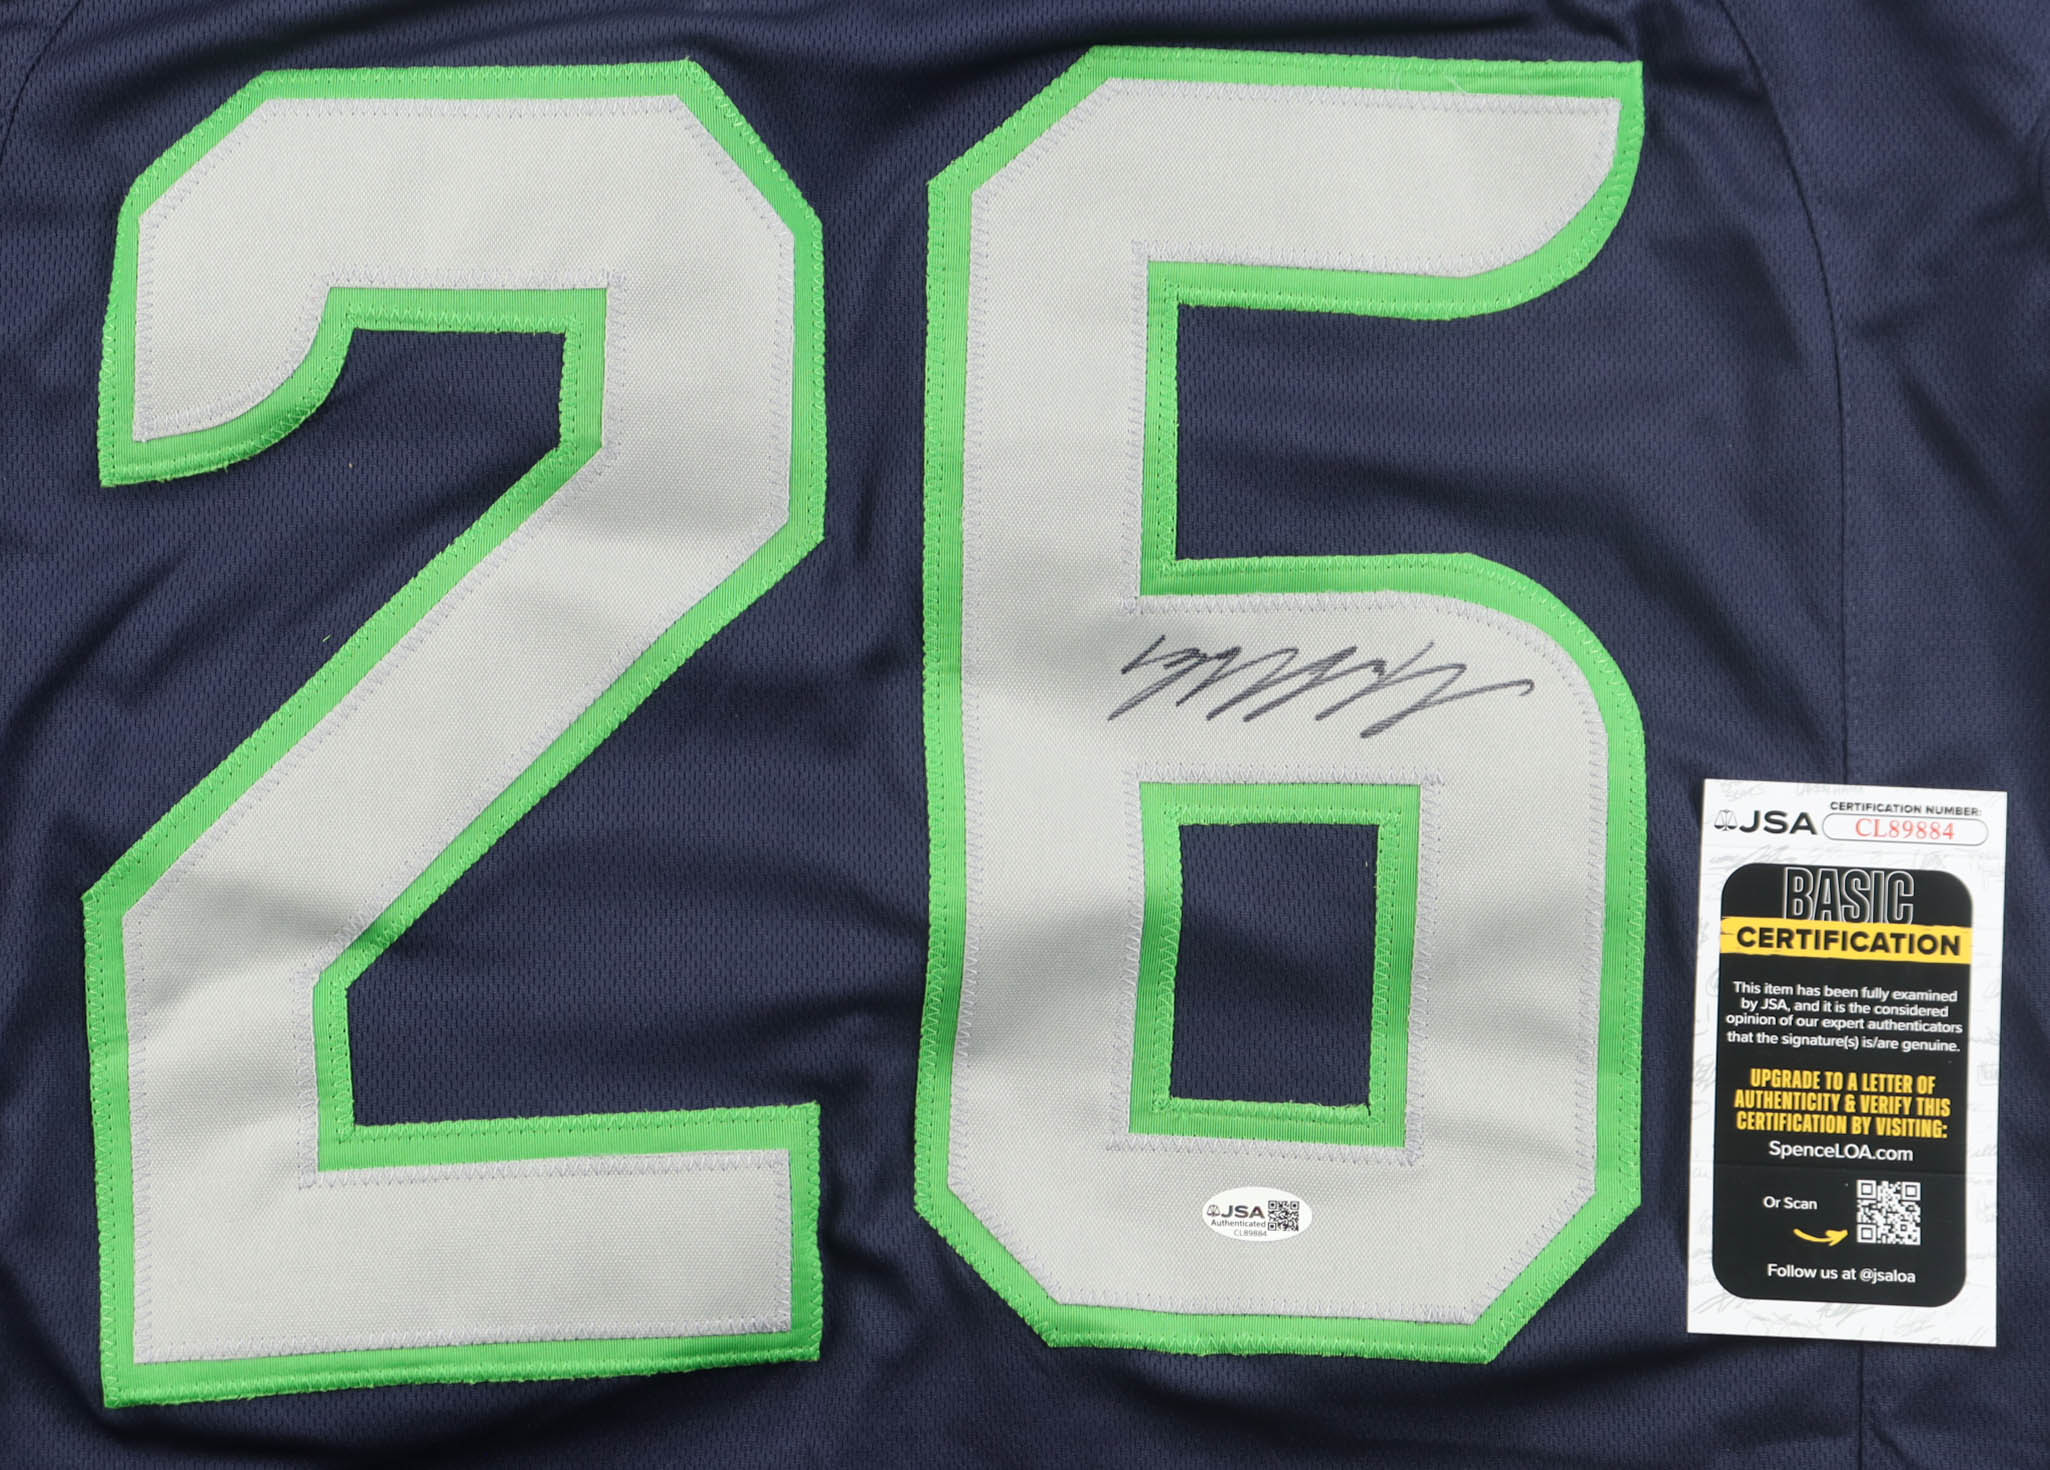 26
JSA
Authenticated
CL89884
JSA
CERTIFICATION NUMBER:
CL89884
BASIC
CERTIFICATION
This item has been fully examined
by JSA, and it is the considered
opinion of our expert authenticators
that the signature(s) is/are genuine.
UPGRADE TO A LETTER OF
AUTHENTICITY & VERIFY THIS
CERTIFICATION BY VISITING:
SpenceLOA.com
Or Scan
Follow us at @jsaloa